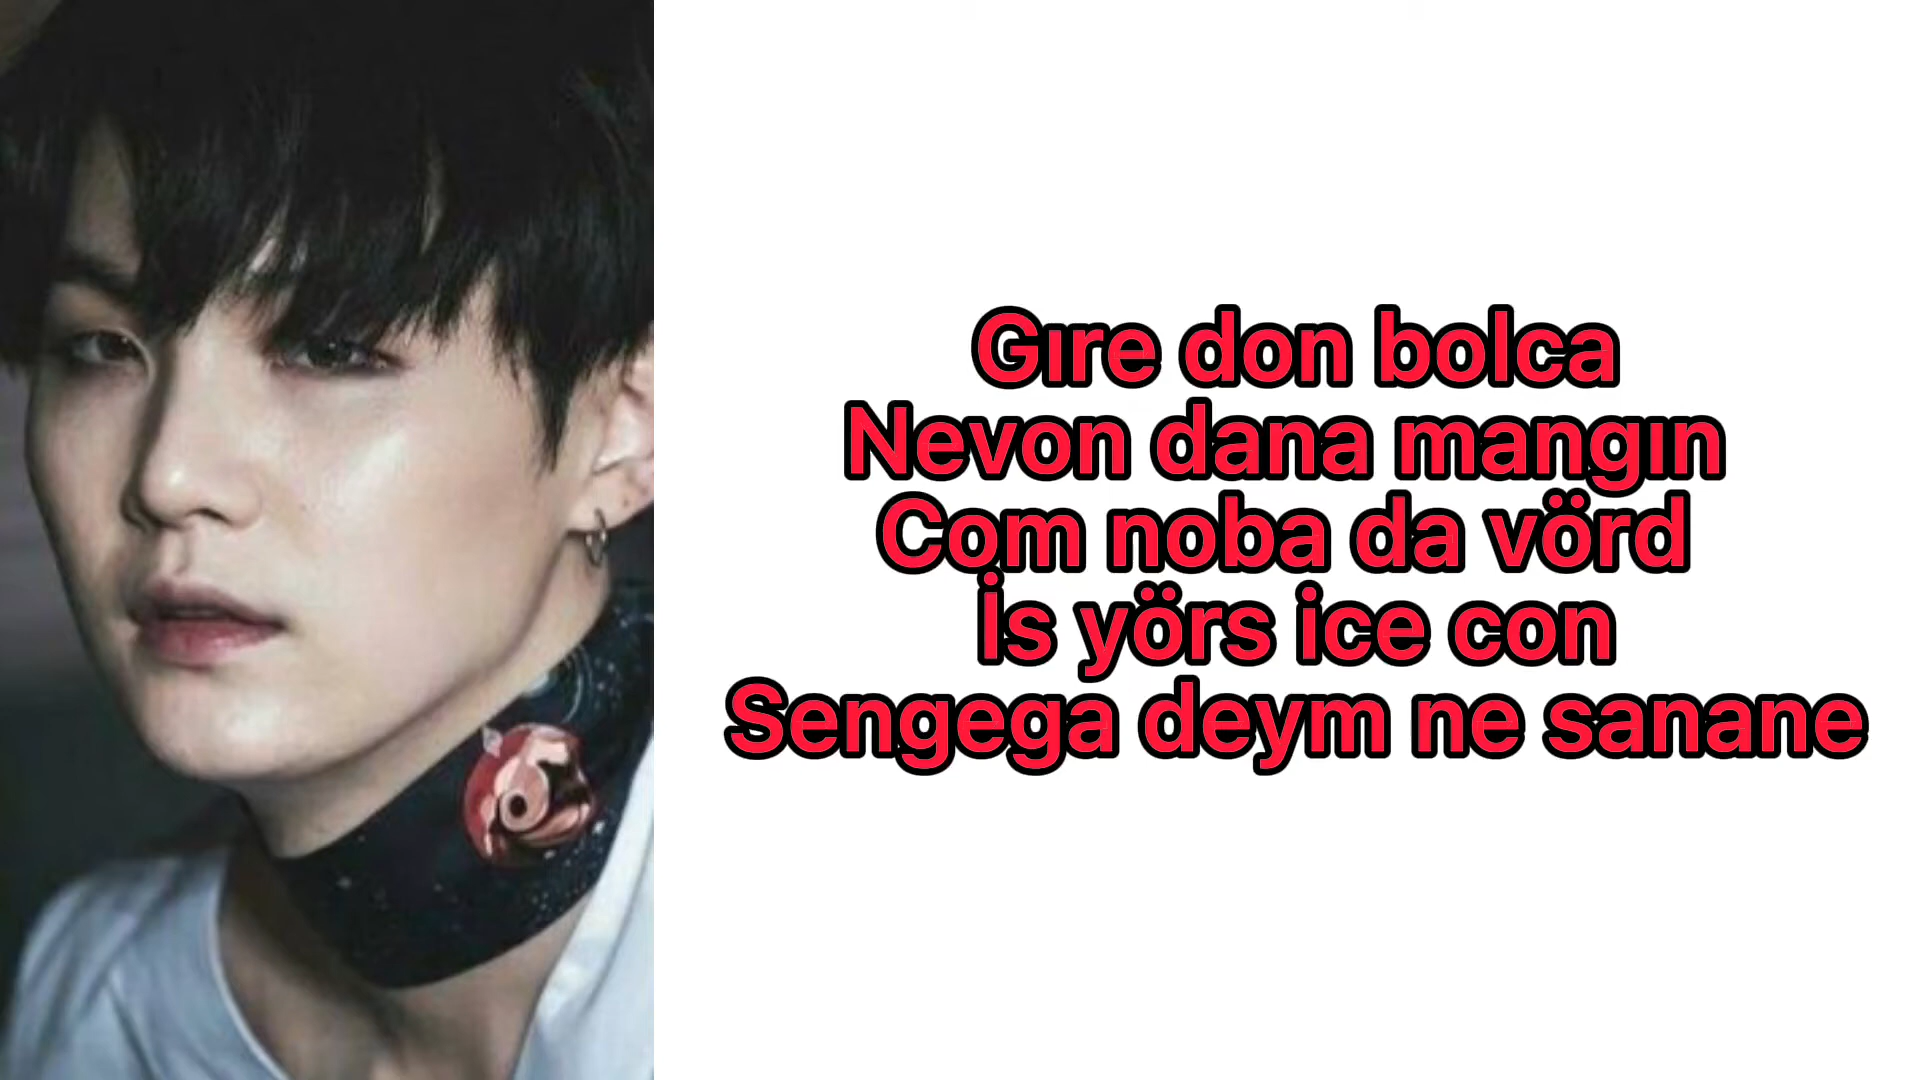 Gıre don bolca
Nevon dana mangın
Com noba da vörd
İs yörs ice con
Sengega deym ne sanane